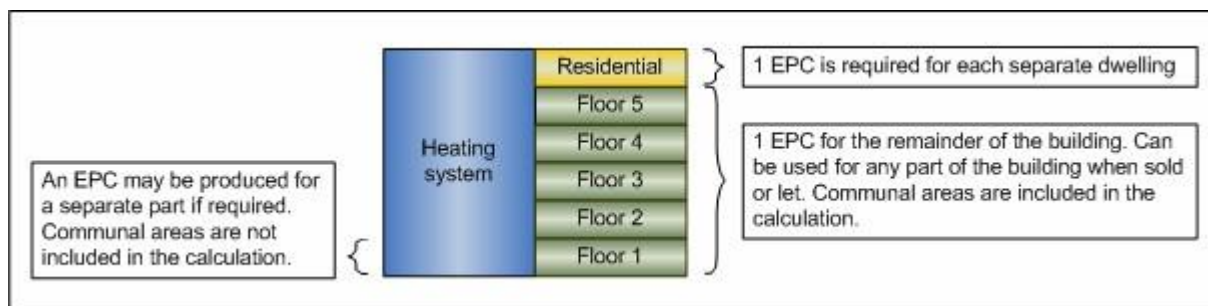 Residential
1 EPC is required for each separate dwelling
Floor 5
Floor 4
Floor 3
Floor 2
Floor 1
Heating
system
1 EPC for the remainder of the building. Can
be used for any part of the building when sold
or let. Communal areas are included in the
calculation.
An EPC may be produced for
a separate part if required.
Communal areas are not
included in the calculation.